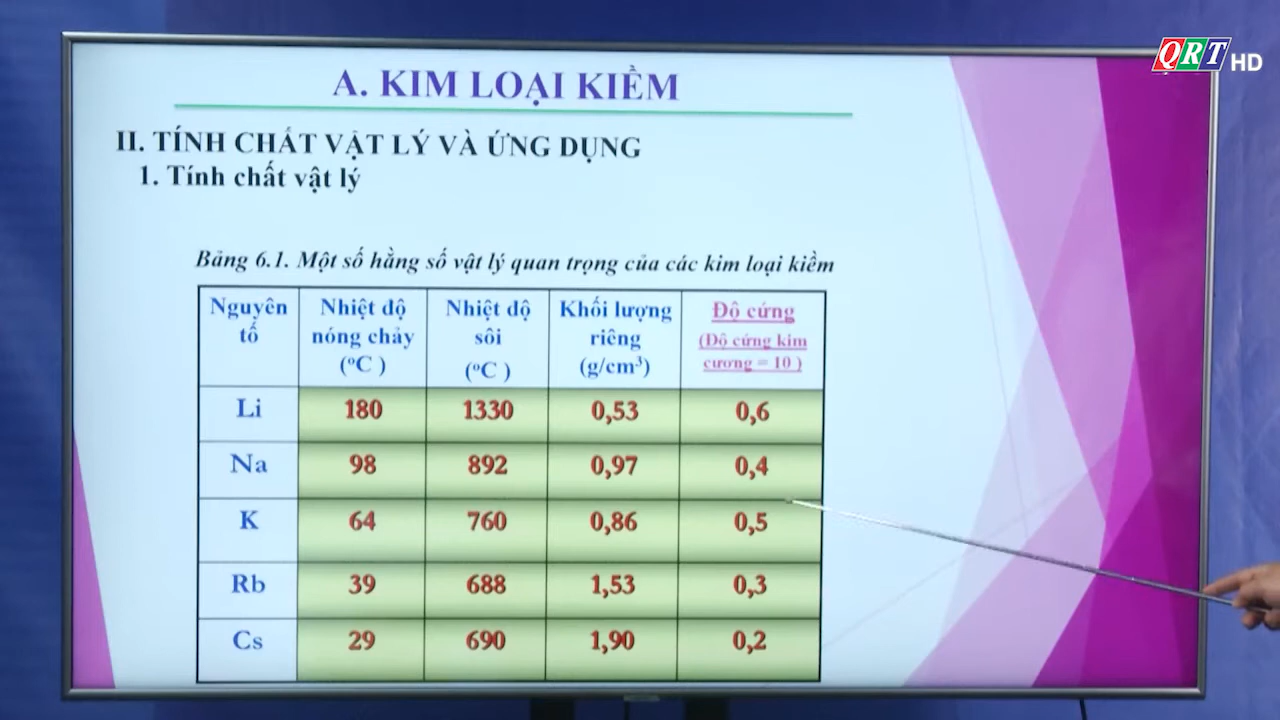 QRT HD
A. KIM LOẠI KIỀM
II. TÍNH CHẤT VẬT LÝ VÀ ỨNG DỤNG
1. Tính chất vật lý
Bảng 6.1. Một số hằng số vật lý quan trọng của các kim loại kiềm
Nguyên tố Nhiệt độ nóng chảy (°C ) Nhiệt độ sôi (°C ) Khối lượng riêng (g/cm³) Độ cứng (Độ cứng kim cương = 10 )
Li 180 1330 0,53 0,6
Na 98 892 0,97 0,4
K 64 760 0,86 0,5
Rb 39 688 1,53 0,3
Cs 29 690 1,90 0,2